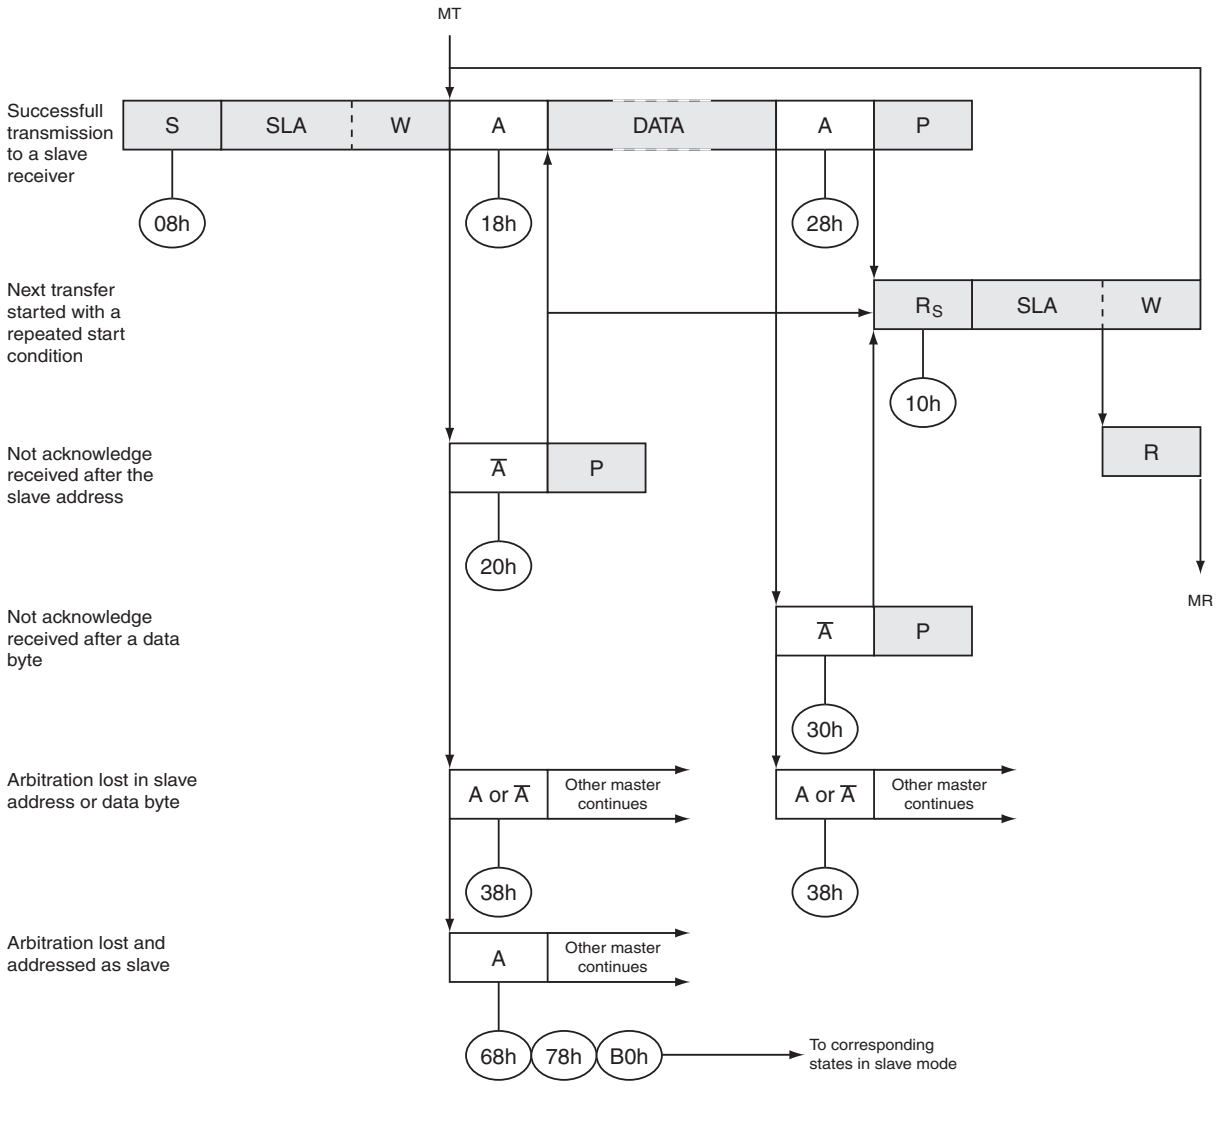 MT
Successfull
transmission
to a slave
receiver
S SLA W A DATA A P
08h 18h 28h
Next transfer
started with a
repeated start
condition
RS SLA W
10h
Not acknowledge
received after the
slave address
A̅ P
R
20h
MR
Not acknowledge
received after a data
byte
A̅ P
30h
Arbitration lost in slave
address or data byte
A or A̅
Other master
continues
A or A̅
Other master
continues
38h 38h
Arbitration lost and
addressed as slave
A
Other master
continues
68h 78h B0h
To corresponding
states in slave mode